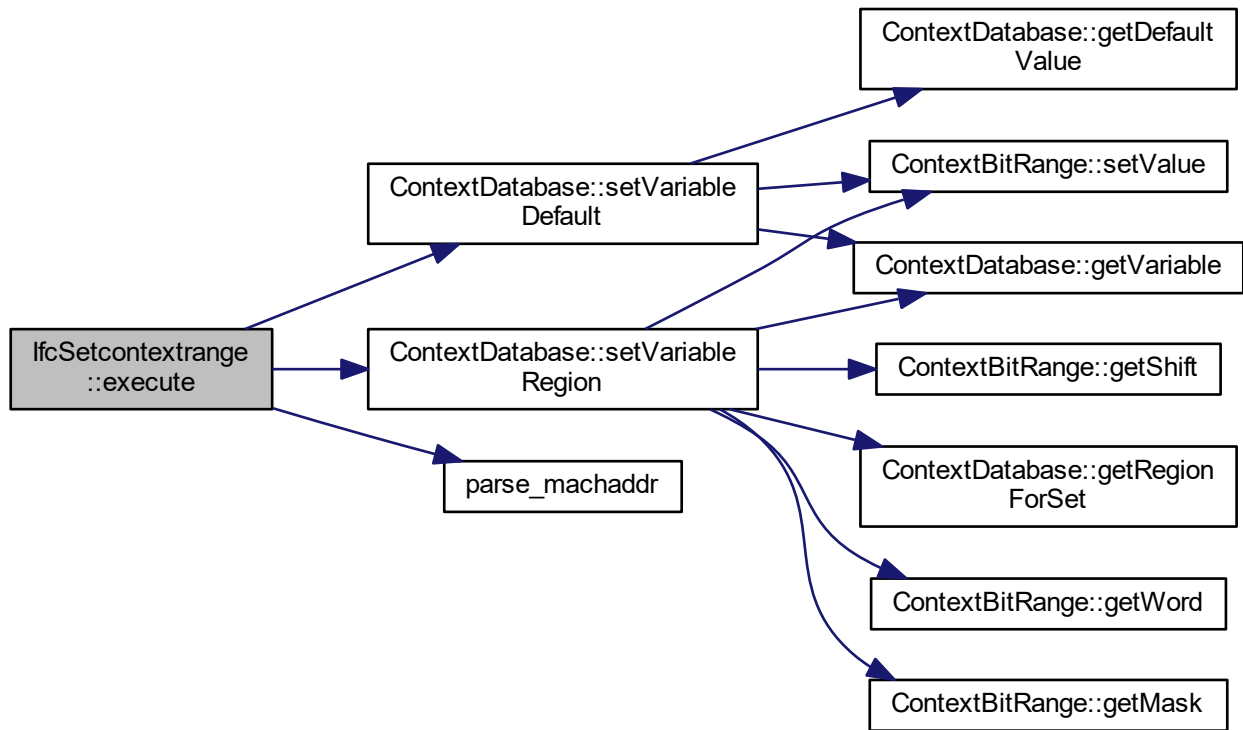 IfcSetcontextrange
::execute
ContextDatabase::setVariable
Default
ContextDatabase::setVariable
Region
parse_machaddr
ContextDatabase::getDefault
Value
ContextBitRange::setValue
ContextDatabase::getVariable
ContextBitRange::getShift
ContextDatabase::getRegion
ForSet
ContextBitRange::getWord
ContextBitRange::getMask